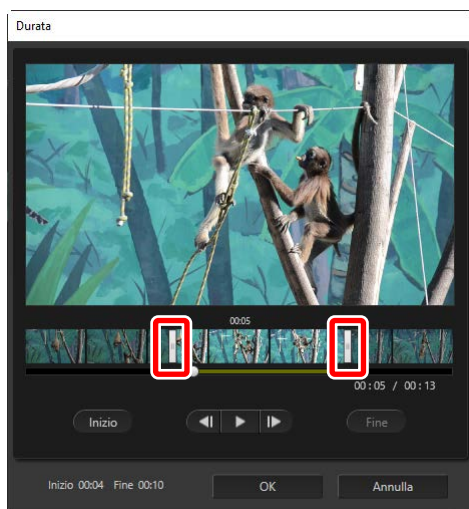 Durata
00:05
00:05 / 00:13
Inizio
Fine
Inizio 00:04 Fine 00:10
OK
Annulla